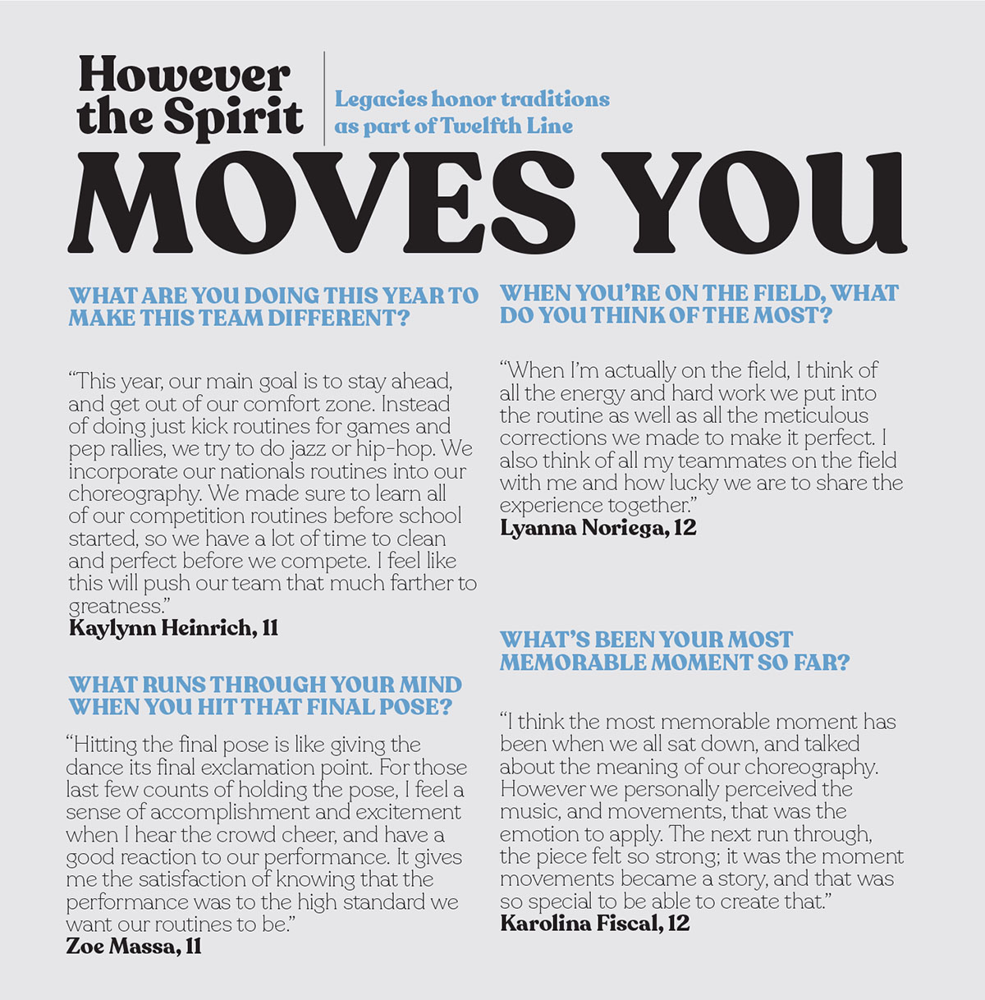 However
the Spirit
Legacies honor traditions
as part of Twelfth Line
MOVES YOU
WHAT ARE YOU DOING THIS YEAR TO
MAKE THIS TEAM DIFFERENT?
“This year, our main goal is to stay ahead,
and get out of our comfort zone. Instead
of doing just kick routines for games and
pep rallies, we try to do jazz or hip-hop. We
incorporate our nationals routines into our
choreography. We made sure to learn all
of our competition routines before school
started, so we have a lot of time to clean
and perfect before we compete. I feel like
this will push our team that much farther to
greatness.”
Kaylynn Heinrich, 11
WHAT RUNS THROUGH YOUR MIND
WHEN YOU HIT THAT FINAL POSE?
“Hitting the final pose is like giving the
dance its final exclamation point. For those
last few counts of holding the pose, I feel a
sense of accomplishment and excitement
when I hear the crowd cheer, and have a
good reaction to our performance. It gives
me the satisfaction of knowing that the
performance was to the high standard we
want our routines to be.”
Zoe Massa, 11
WHEN YOU’RE ON THE FIELD, WHAT
DO YOU THINK OF THE MOST?
“When I’m actually on the field, I think of
all the energy and hard work we put into
the routine as well as all the meticulous
corrections we made to make it perfect. I
also think of all my teammates on the field
with me and how lucky we are to share the
experience together.”
Lyanna Noriega, 12
WHAT’S BEEN YOUR MOST
MEMORABLE MOMENT SO FAR?
“I think the most memorable moment has
been when we all sat down, and talked
about the meaning of our choreography.
However we personally perceived the
music, and movements, that was the
emotion to apply. The next run through,
the piece felt so strong; it was the moment
movements became a story, and that was
so special to be able to create that.”
Karolina Fiscal, 12